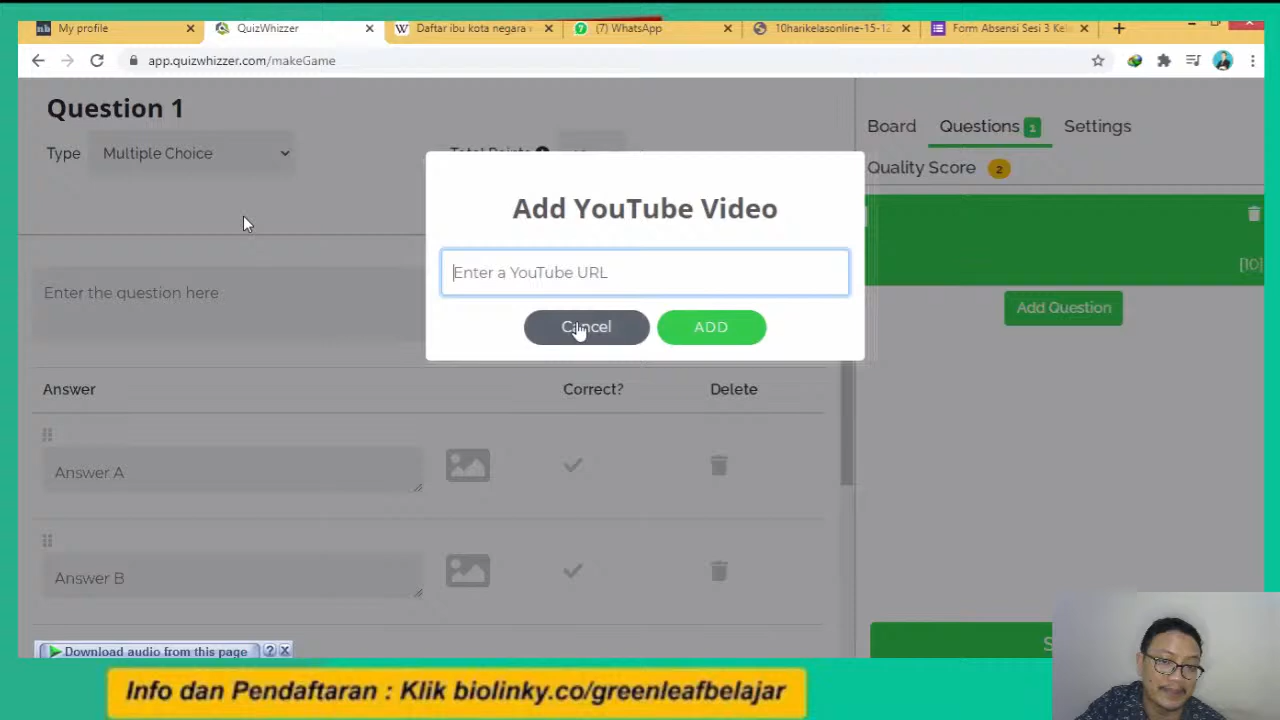 nb My profile
QuizWhizzer
W Daftar ibu kota negara
(7) WhatsApp
10harikelasonline-15-12
Form Absensi Sesi 3 Kel
app.quizwhizzer.com/makeGame
Question 1
Type Multiple Choice
Total Points
Board Questions 1 Settings
Quality Score 2
[10]
Add Question
Add YouTube Video
Enter a YouTube URL
Cancel ADD
Enter the question here
Answer Correct? Delete
Answer A
Answer B
Download audio from this page ? X
Info dan Pendaftaran : Klik biolinky.co/greenleafbelajar